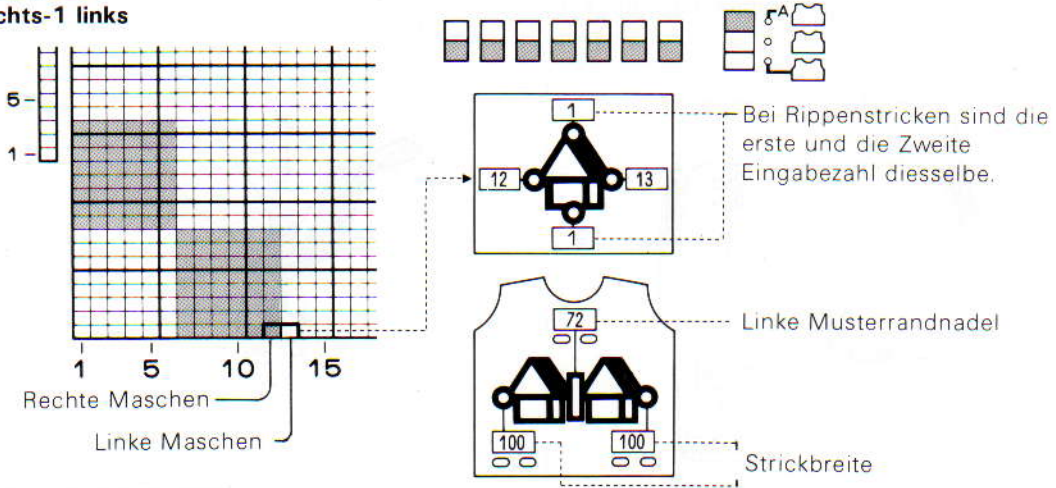 chts-1 links
5
1
1 5 10 15
Rechte Maschen
Linke Maschen
A
1
12 13
1
Bei Rippenstricken sind die
erste und die Zweite
Eingabezahl diesselbe.
72
Linke Musterrandnadel
100 100
Strickbreite